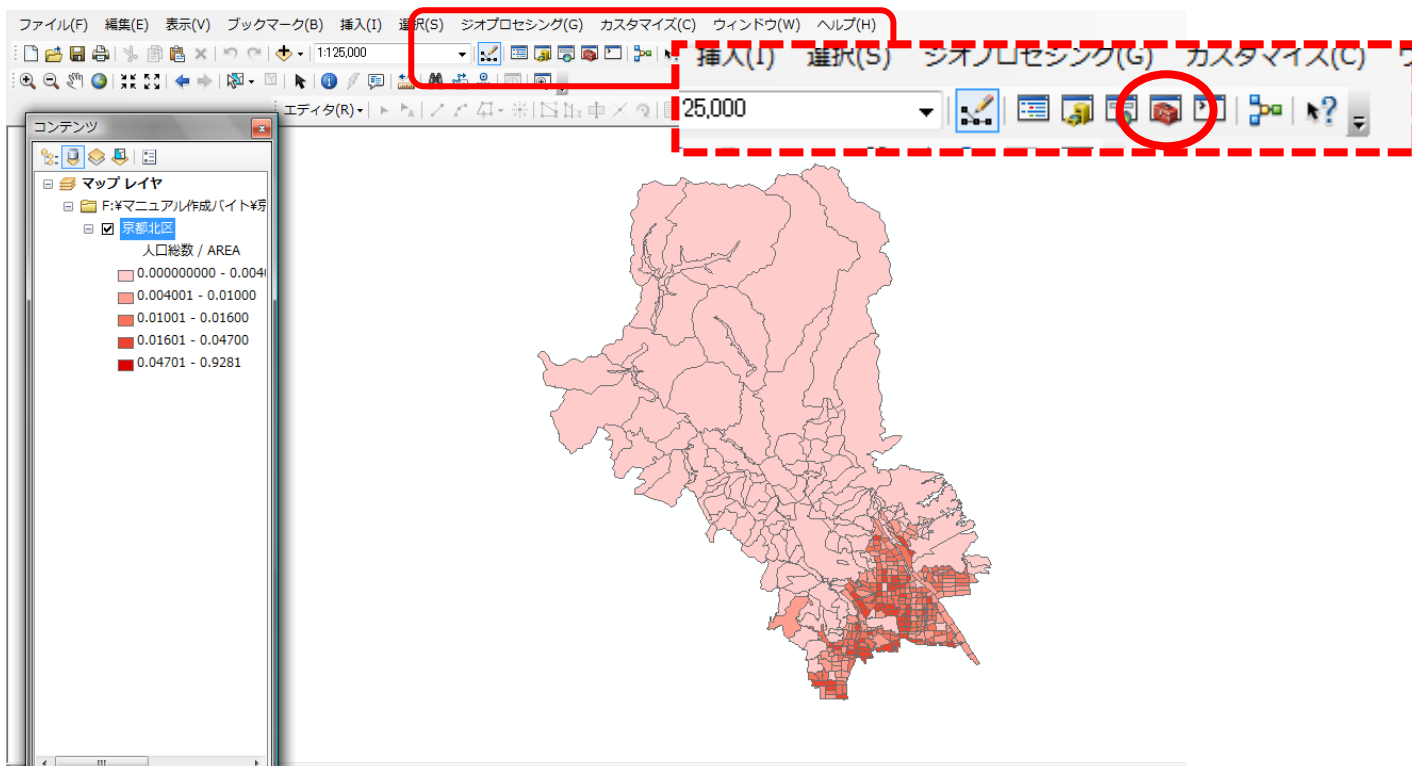 ファイル(F) 編集(E) 表示(V) ブックマーク(B) 挿入(I) 選択(S) ジオプロセシング(G) カスタマイズ(C) ウィンドウ(W) ヘルプ(H)
1:125,000
挿入(I) 選択(S) ジオプロセシング(G) カスタマイズ(C)
25,000
エディタ(R)
コンテンツ
マップ レイヤ
F:¥マニュアル作成バイト¥京
京都北区
人口総数 / AREA
0.000000000 - 0.0040
0.004001 - 0.01000
0.01001 - 0.01600
0.01601 - 0.04700
0.04701 - 0.9281